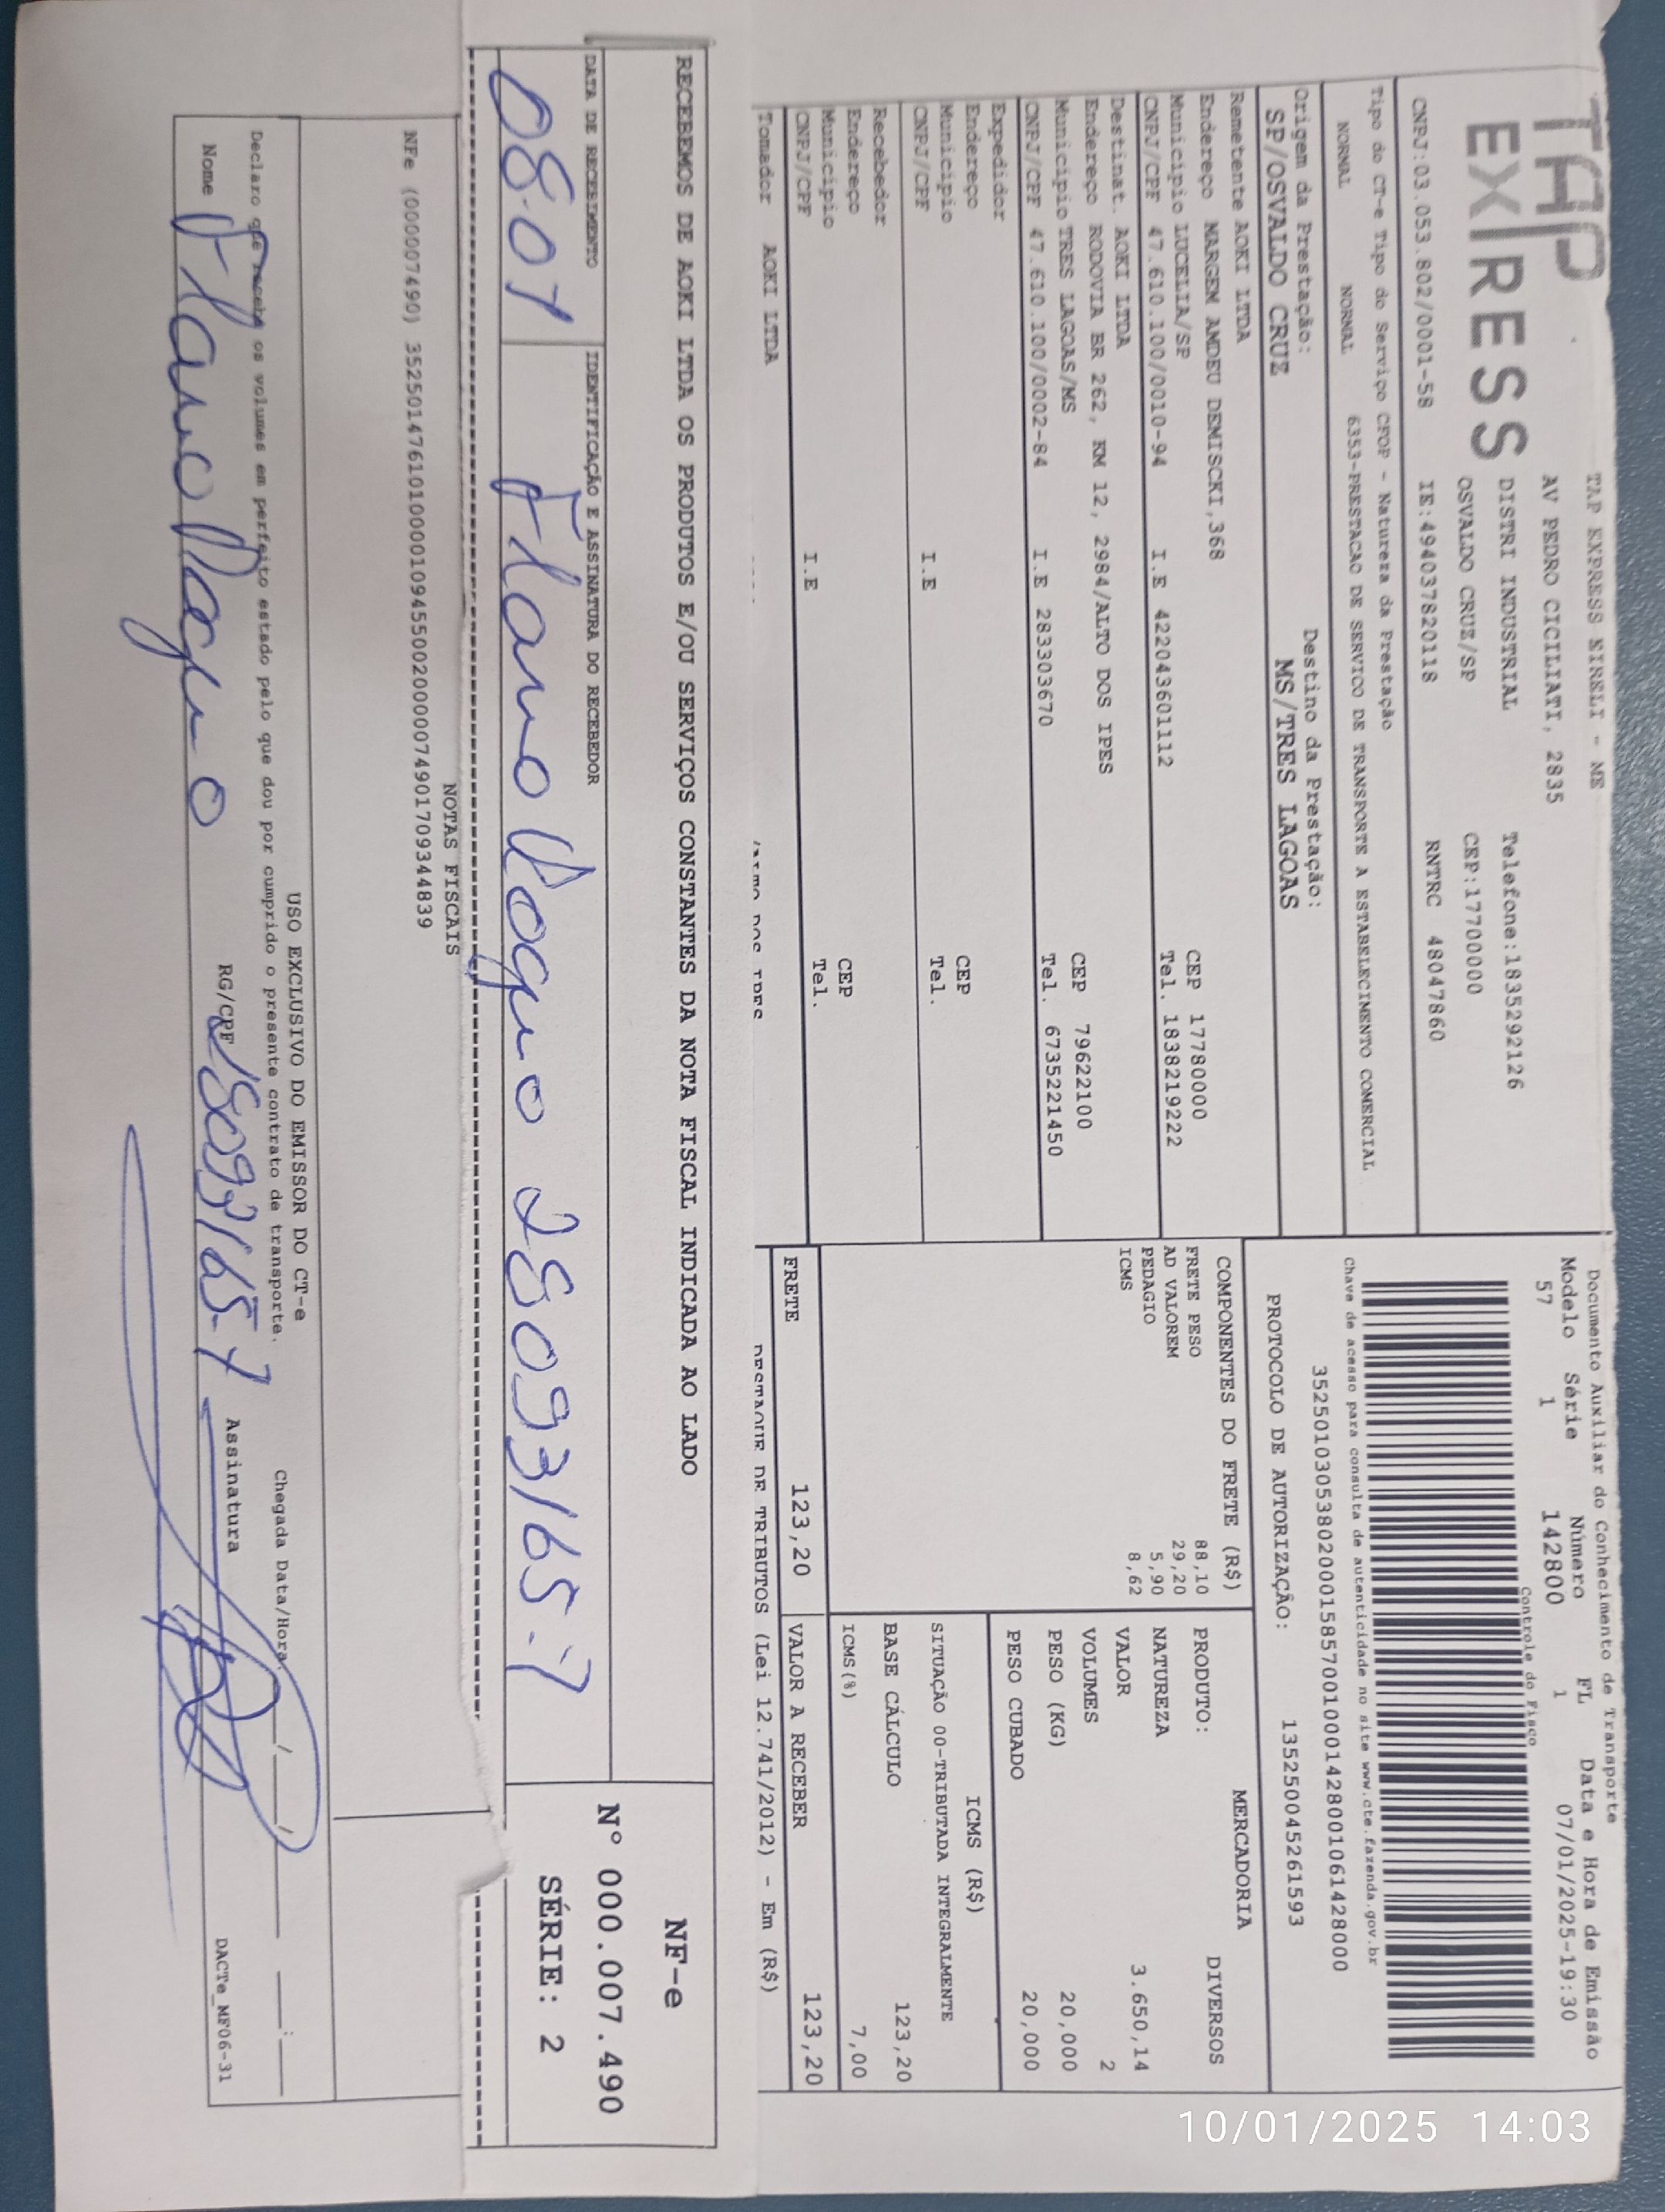 TAP
EXPRESS
TAP EXPRESS EIRELI - ME
AV PEDRO CICILIATI, 2835
DISTRI INDUSTRIAL Telefone:1835292126
OSVALDO CRUZ/SP CEP:17700000
CNPJ:03.053.802/0001-58 IE:494037820118 RNTRC 48047860
Documento Auxiliar do Conhecimento de Transporte
Modelo Série Número FL Data e Hora de Emissão
57 1 142800 1 07/01/2025-19:30
Controle do Fisco
Chave de acesso para consulta de autenticidade no site www.cte.fazenda.gov.br
35250103053802000158570010001428001061428000
PROTOCOLO DE AUTORIZAÇÃO: 135250045261593
Tipo do CT-e Tipo do Serviço CFOP - Natureza da Prestação
NORMAL NORMAL 6353-PRESTACAO DE SERVICO DE TRANSPORTE A ESTABELECIMENTO COMERCIAL
Origem da Prestação: Destino da Prestação:
SP/OSVALDO CRUZ MS/TRES LAGOAS
Remetente AOKI LTDA
Endereço MARGEM AMDEU DEMISCKI,368 CEP 17780000
Municipio LUCELIA/SP Tel. 1838219222
CNPJ/CPF 47.610.100/0010-94 I.E 422043601112
Destinat. AOKI LTDA
Endereço RODOVIA BR 262, KM 12, 2984/ALTO DOS IPES
Municipio TRES LAGOAS/MS CEP 79622100
CNPJ/CPF 47.610.100/0002-84 I.E 283303670 Tel. 6735221450
Expedidor
Endereço
Municipio CEP
CNPJ/CPF I.E Tel.
Recebedor
Endereço
Municipio CEP
CNPJ/CPF I.E Tel.
Tomador AOKI LTDA
/ALTO DOS IPES
COMPONENTES DO FRETE (R$)
FRETE PESO 88,10
AD VALOREM 29,20
PEDAGIO 5,90
ICMS 8,62
MERCADORIA
PRODUTO: DIVERSOS
NATUREZA
VALOR 3.650,14
VOLUMES 2
PESO (KG) 20,000
PESO CUBADO 20,000
ICMS (R$)
SITUAÇÃO 00-TRIBUTADA INTEGRALMENTE
BASE CÁLCULO 123,20
ICMS(%) 7,00
FRETE 123,20 VALOR A RECEBER 123,20
DESTAQUE DE TRIBUTOS (Lei 12.741/2012) - Em (R$)
RECEBEMOS DE AOKI LTDA OS PRODUTOS E/OU SERVIÇOS CONSTANTES DA NOTA FISCAL INDICADA AO LADO
NF-e
N° 000.007.490
SÉRIE: 2
DATA DE RECEBIMENTO IDENTIFICAÇÃO E ASSINATURA DO RECEBEDOR
08.01 28093165-7
NOTAS FISCAIS
NFe (000007490) 35250147610100001094550020000074901709344839
USO EXCLUSIVO DO EMISSOR DO CT-e
Declaro que recebe os volumes em perfeito estado pelo que dou por cumprido o presente contrato de transporte. Chegada Data/Hora. / / :
Nome RG/CPF 28093165-7 Assinatura
DACTe_MF06-31
10/01/2025 14:03